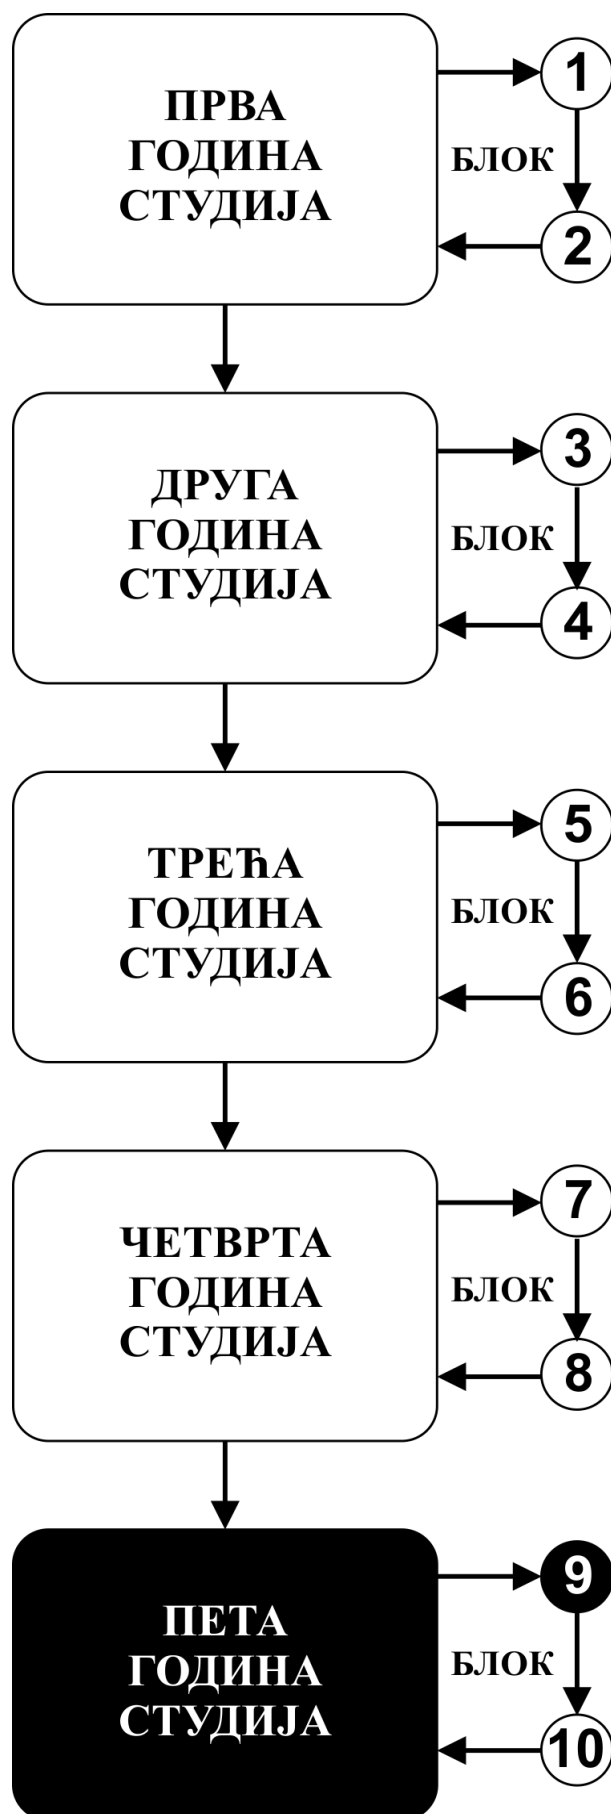 ПРВА
ГОДИНА
СТУДИЈА
1
БЛОК
2
ДРУГА
ГОДИНА
СТУДИЈА
3
БЛОК
4
ТРЕЋА
ГОДИНА
СТУДИЈА
5
БЛОК
6
ЧЕТВРТА
ГОДИНА
СТУДИЈА
7
БЛОК
8
ПЕТА
ГОДИНА
СТУДИЈА
9
БЛОК
10